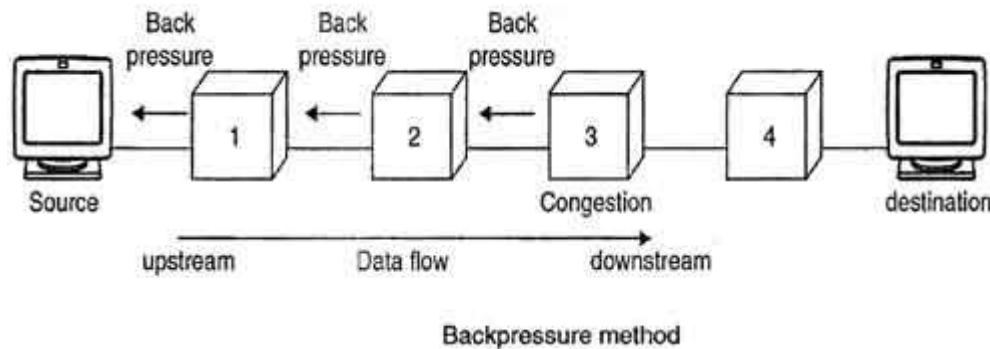 Back
pressure
Back
pressure
Back
pressure
1
2
3
4
Source
Congestion
destination
upstream
Data flow
downstream
Backpressure method